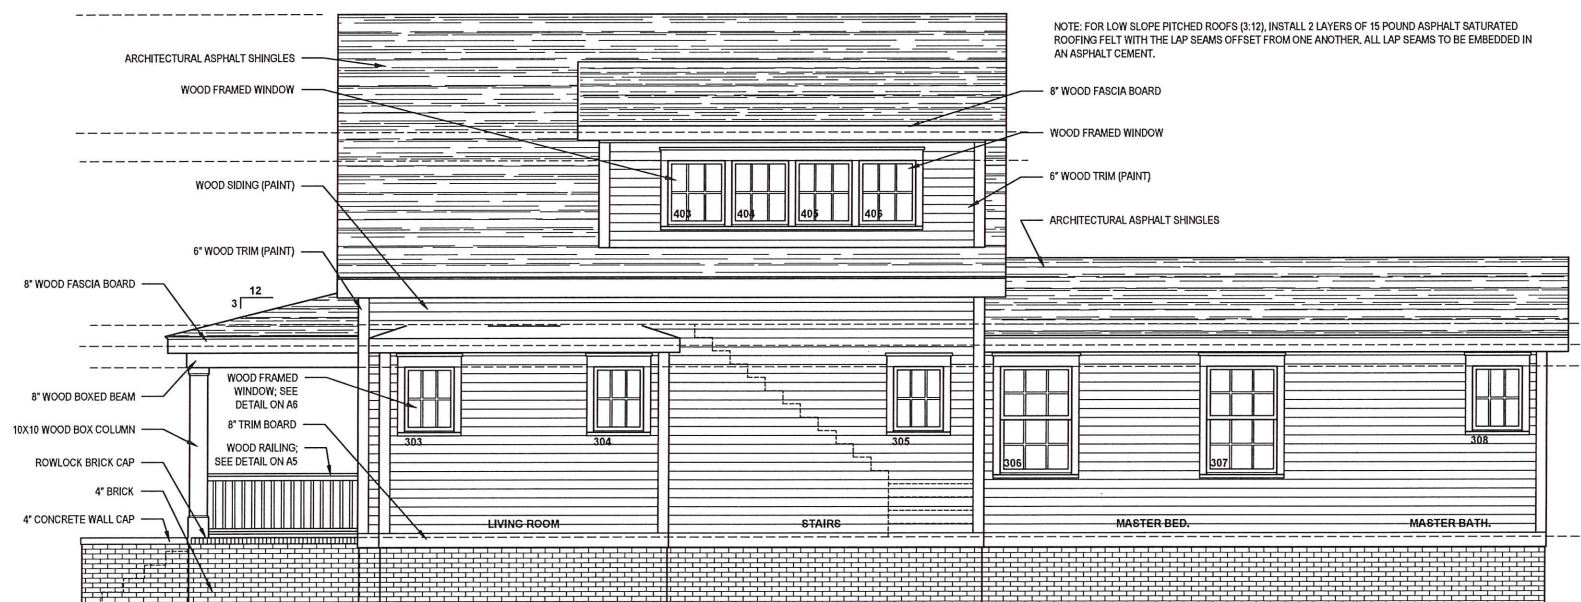 NOTE: FOR LOW SLOPE PITCHED ROOFS (3:12), INSTALL 2 LAYERS OF 15 POUND ASPHALT SATURATED
ROOFING FELT WITH THE LAP SEAMS OFFSET FROM ONE ANOTHER. ALL LAP SEAMS TO BE EMBEDDED IN
AN ASPHALT CEMENT.
ARCHITECTURAL ASPHALT SHINGLES
WOOD FRAMED WINDOW
8" WOOD FASCIA BOARD
WOOD FRAMED WINDOW
WOOD SIDING (PAINT)
6" WOOD TRIM (PAINT)
403
404
405
406
ARCHITECTURAL ASPHALT SHINGLES
6" WOOD TRIM (PAINT)
8" WOOD FASCIA BOARD
12
3
8" WOOD BOXED BEAM
WOOD FRAMED
WINDOW; SEE
DETAIL ON A6
8" TRIM BOARD
10X10 WOOD BOX COLUMN
WOOD RAILING;
SEE DETAIL ON A5
303
304
305
306
307
308
ROWLOCK BRICK CAP
4" BRICK
4" CONCRETE WALL CAP
LIVING ROOM
STAIRS
MASTER BED.
MASTER BATH.